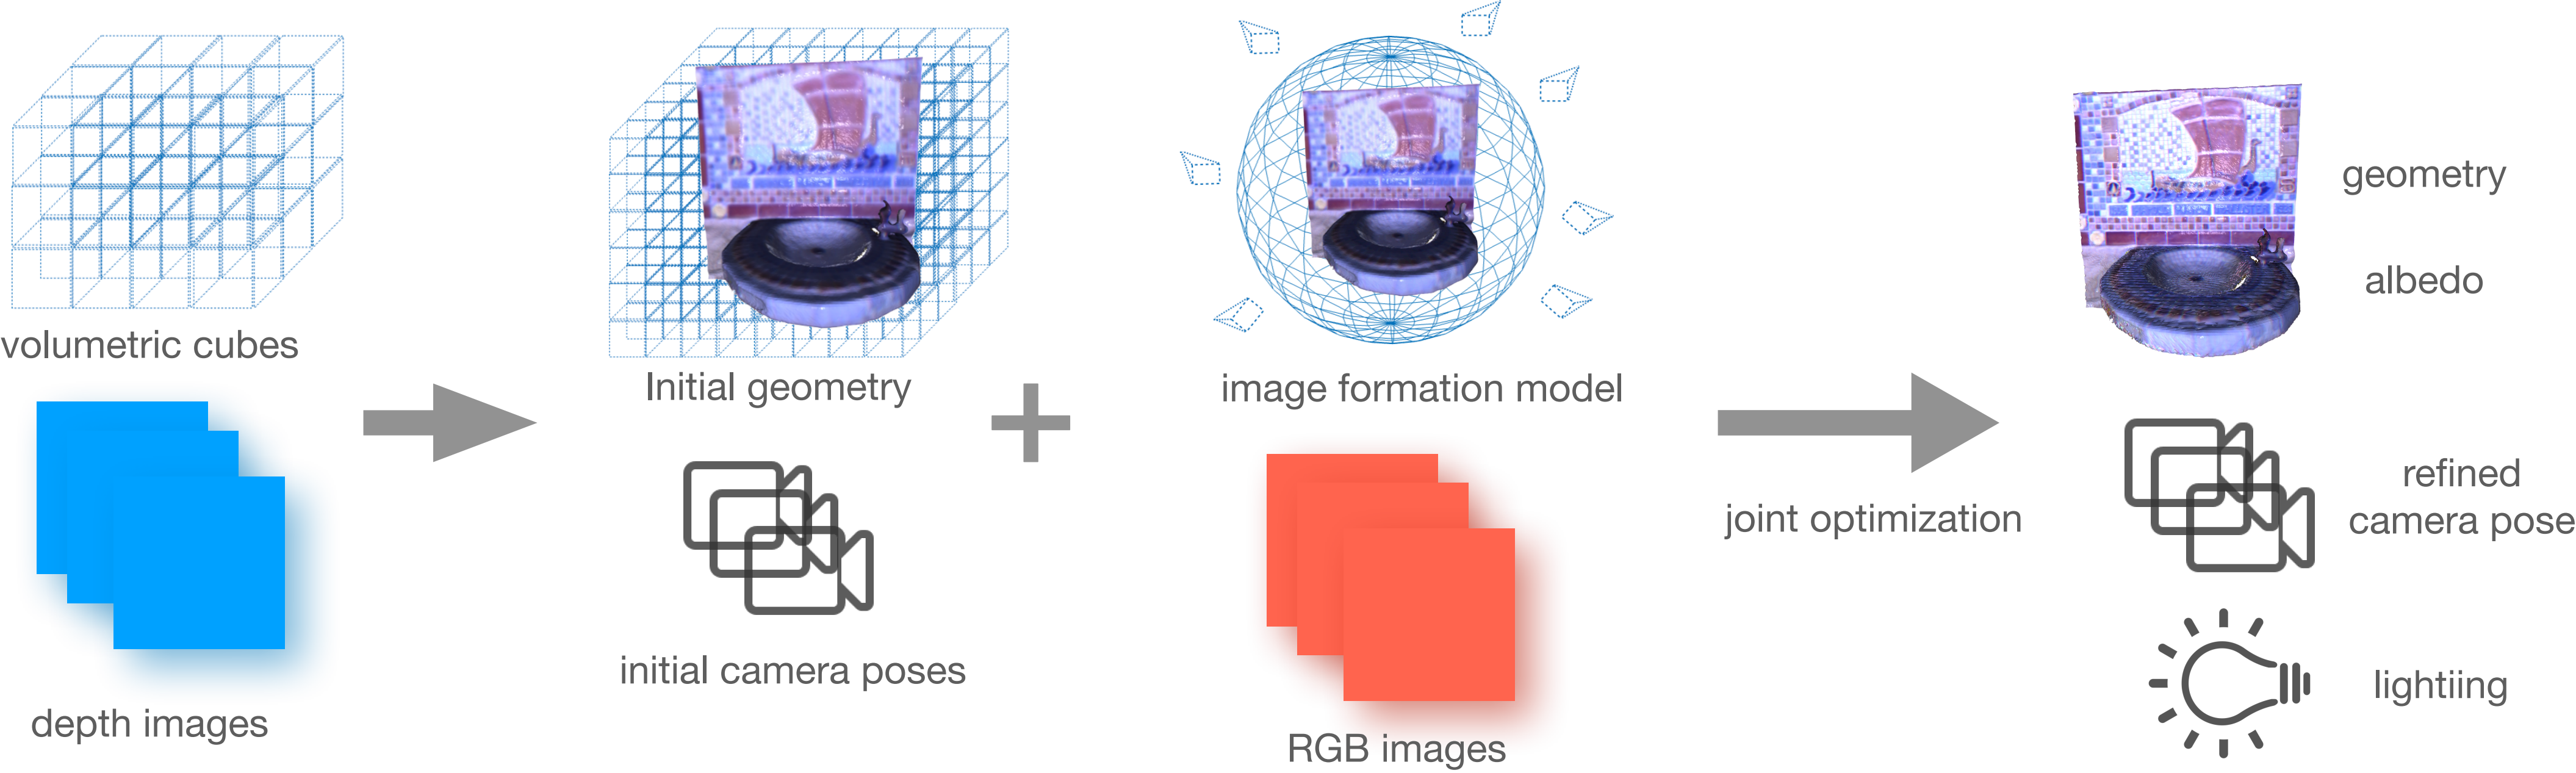 volumetric cubes
depth images
Initial geometry
initial camera poses
image formation model
RGB images
joint optimization
geometry
albedo
refined
camera pose
lightiing